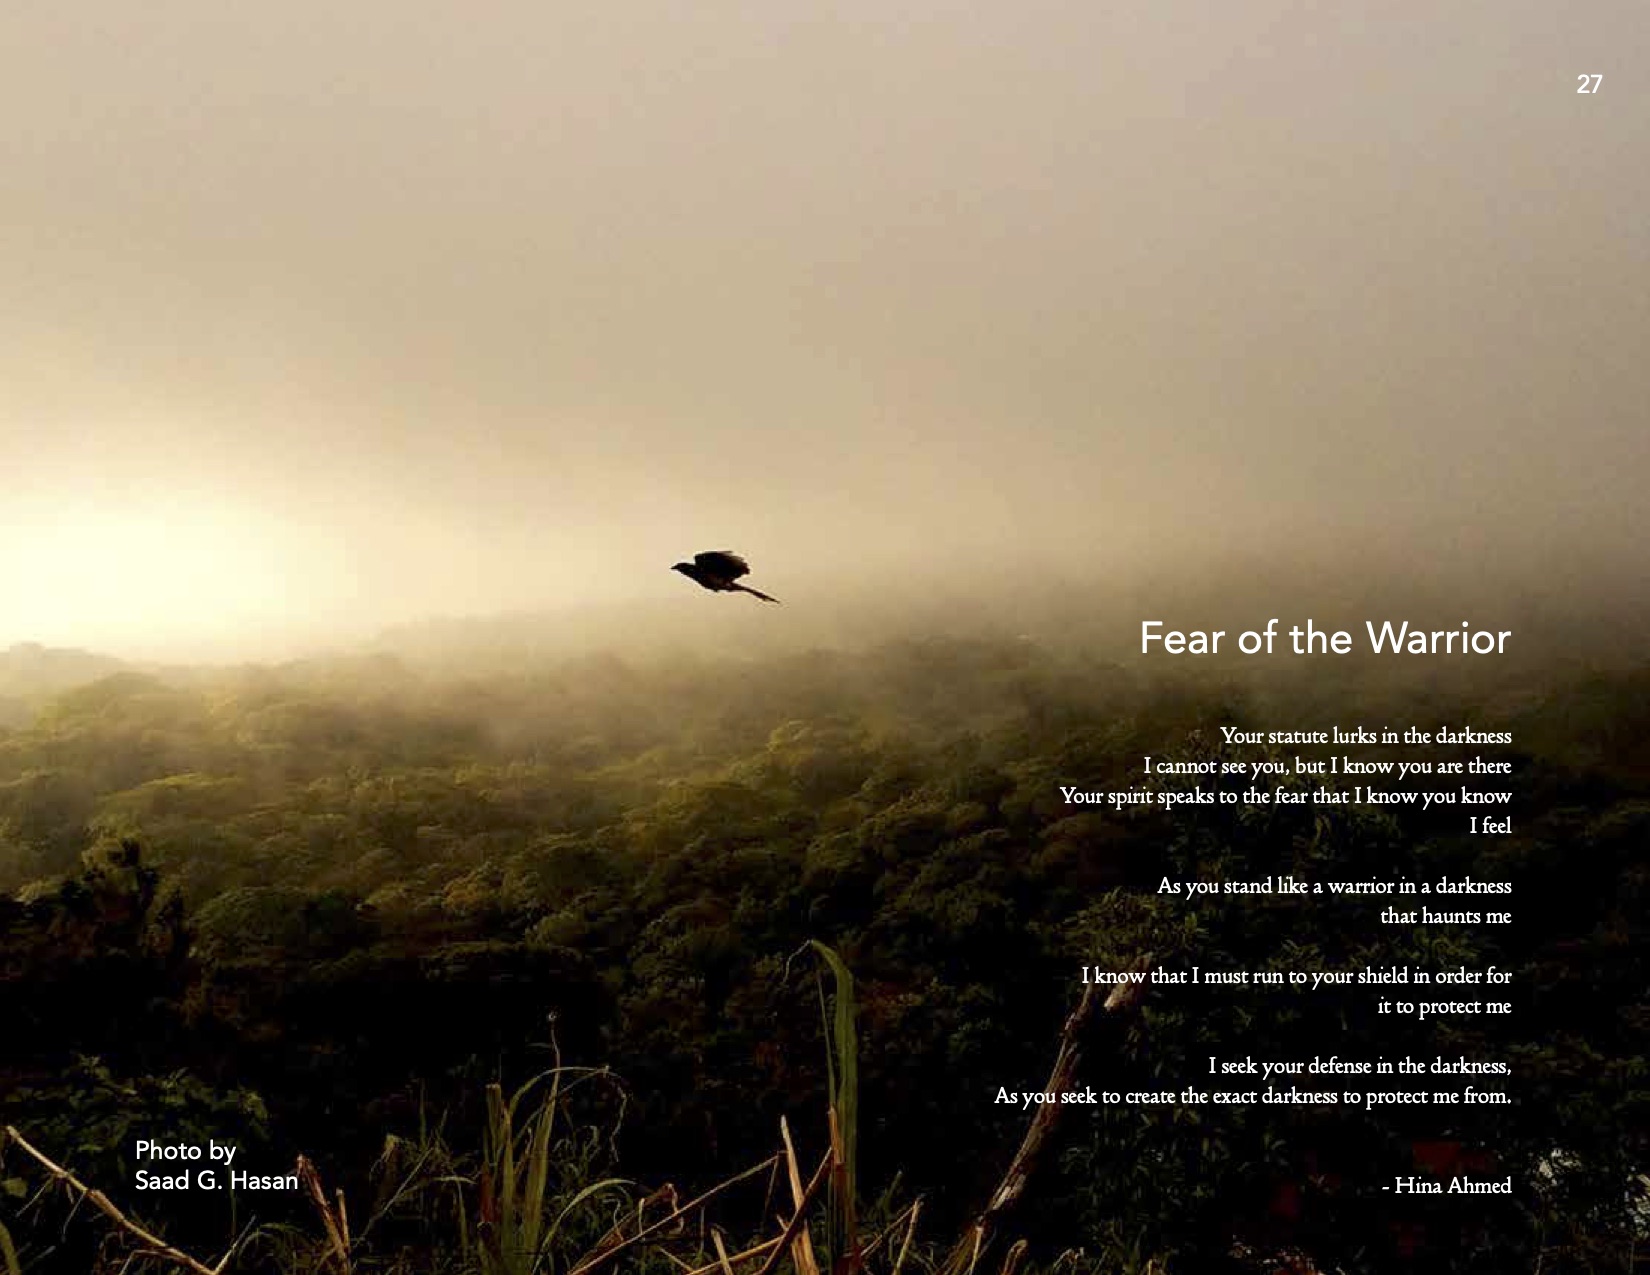 27
Fear of the Warrior
Your statute lurks in the darkness
I cannot see you, but I know you are there
Your spirit speaks to the fear that I know you know
I feel
As you stand like a warrior in a darkness
that haunts me
I know that I must run to your shield in order for
it to protect me
I seek your defense in the darkness,
As you seek to create the exact darkness to protect me from.
- Hina Ahmed
Photo by
Saad G. Hasan